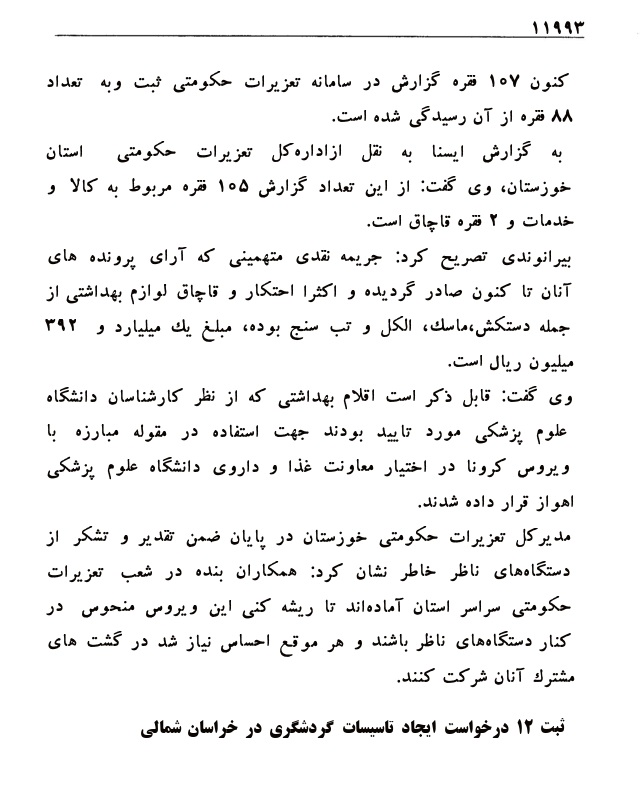 ۱۱۹۹۳
کنون ۱۰۷ فقره گزارش در سامانه تعزیرات حکومتی ثبت وبه تعداد
۸۸ فقره از آن رسیدگی شده است.
به گزارش ایسنا به نقل ازاداره‌کل تعزیرات حکومتی استان
خوزستان، وی گفت: از این تعداد گزارش ۱۰۵ فقره مربوط به کالا و
خدمات و ۲ فقره قاچاق است.
بیرانوندی تصریح کرد: جریمه نقدی متهمینی که آرای پرونده های
آنان تا کنون صادر گردیده و اکثرا احتکار و قاچاق لوازم بهداشتی از
جمله دستکش،ماسك، الکل و تب سنج بوده، مبلغ یك میلیارد و ۳۹۲
میلیون ریال است.
وی گفت: قابل ذکر است اقلام بهداشتی که از نظر کارشناسان دانشگاه
علوم پزشکی مورد تایید بودند جهت استفاده در مقوله مبارزه با
ویروس کرونا در اختیار معاونت غذا و داروی دانشگاه علوم پزشکی
اهواز قرار داده شدند.
مدیرکل تعزیرات حکومتی خوزستان در پایان ضمن تقدیر و تشکر از
دستگاه‌های ناظر خاطر نشان کرد: همکاران بنده در شعب تعزیرات
حکومتی سراسر استان آماده‌اند تا ریشه کنی این ویروس منحوس در
کنار دستگاه‌های ناظر باشند و هر موقع احساس نیاز شد در گشت های
مشترك آنان شرکت کنند.
ثبت ۱۲ درخواست ایجاد تاسیسات گردشگری در خراسان شمالی